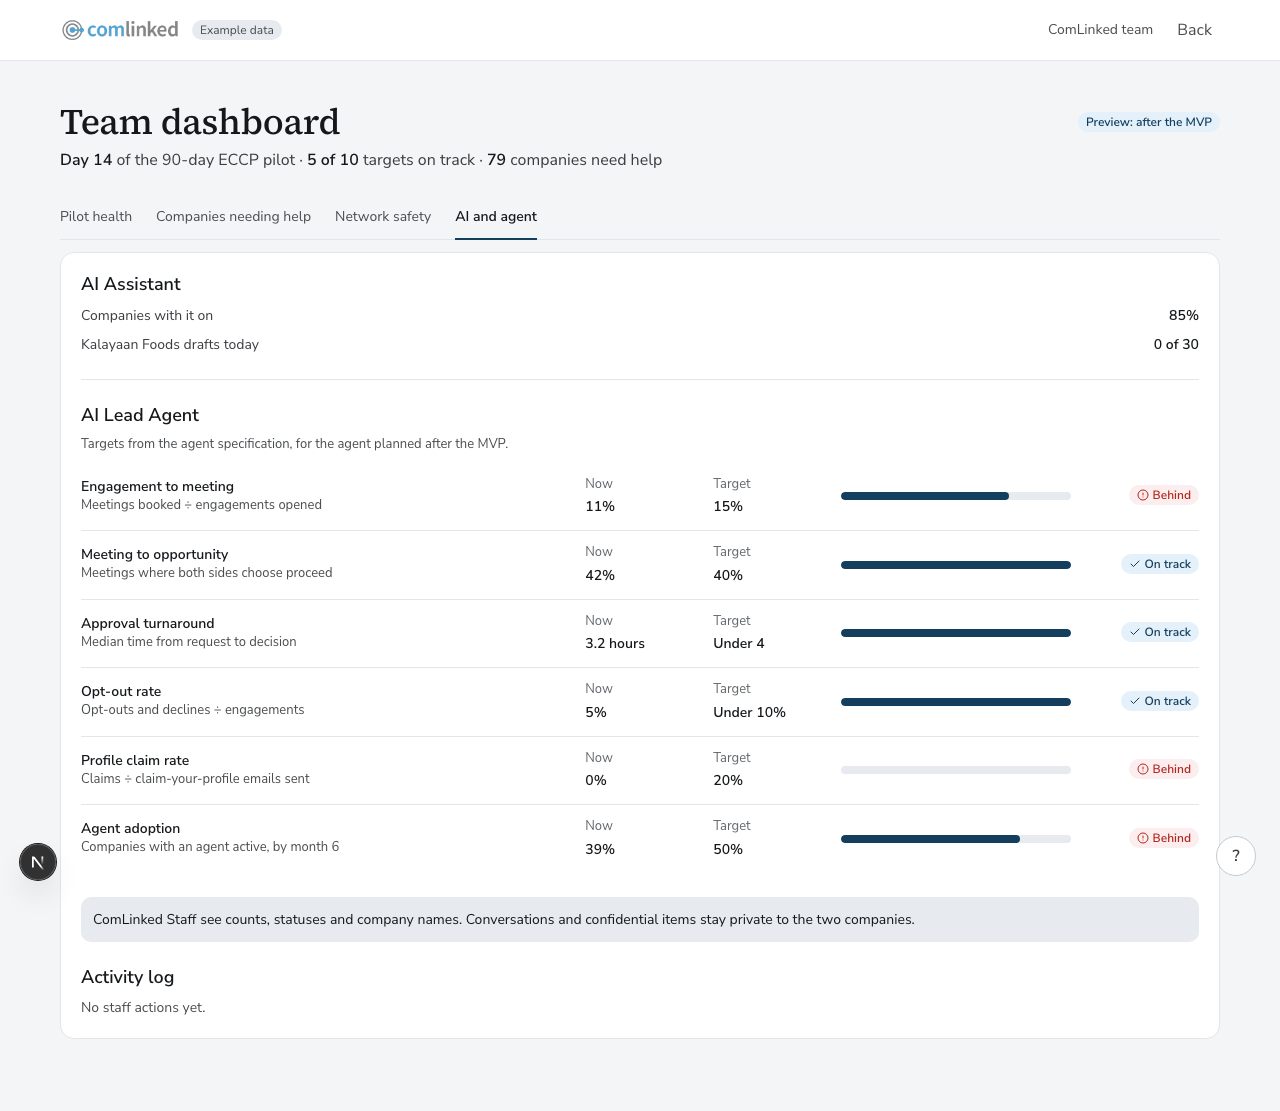 comlinked Example data ComLinked team Back
Team dashboard
Preview: after the MVP
Day 14 of the 90-day ECCP pilot · 5 of 10 targets on track · 79 companies need help
Pilot health Companies needing help Network safety AI and agent
AI Assistant
Companies with it on 85%
Kalayaan Foods drafts today 0 of 30
AI Lead Agent
Targets from the agent specification, for the agent planned after the MVP.
Engagement to meeting Now Target
Meetings booked ÷ engagements opened 11% 15% Behind
Meeting to opportunity Now Target
Meetings where both sides choose proceed 42% 40% On track
Approval turnaround Now Target
Median time from request to decision 3.2 hours Under 4 On track
Opt-out rate Now Target
Opt-outs and declines ÷ engagements 5% Under 10% On track
Profile claim rate Now Target
Claims ÷ claim-your-profile emails sent 0% 20% Behind
Agent adoption Now Target
Companies with an agent active, by month 6 39% 50% Behind
N
?
ComLinked Staff see counts, statuses and company names. Conversations and confidential items stay private to the two companies.
Activity log
No staff actions yet.